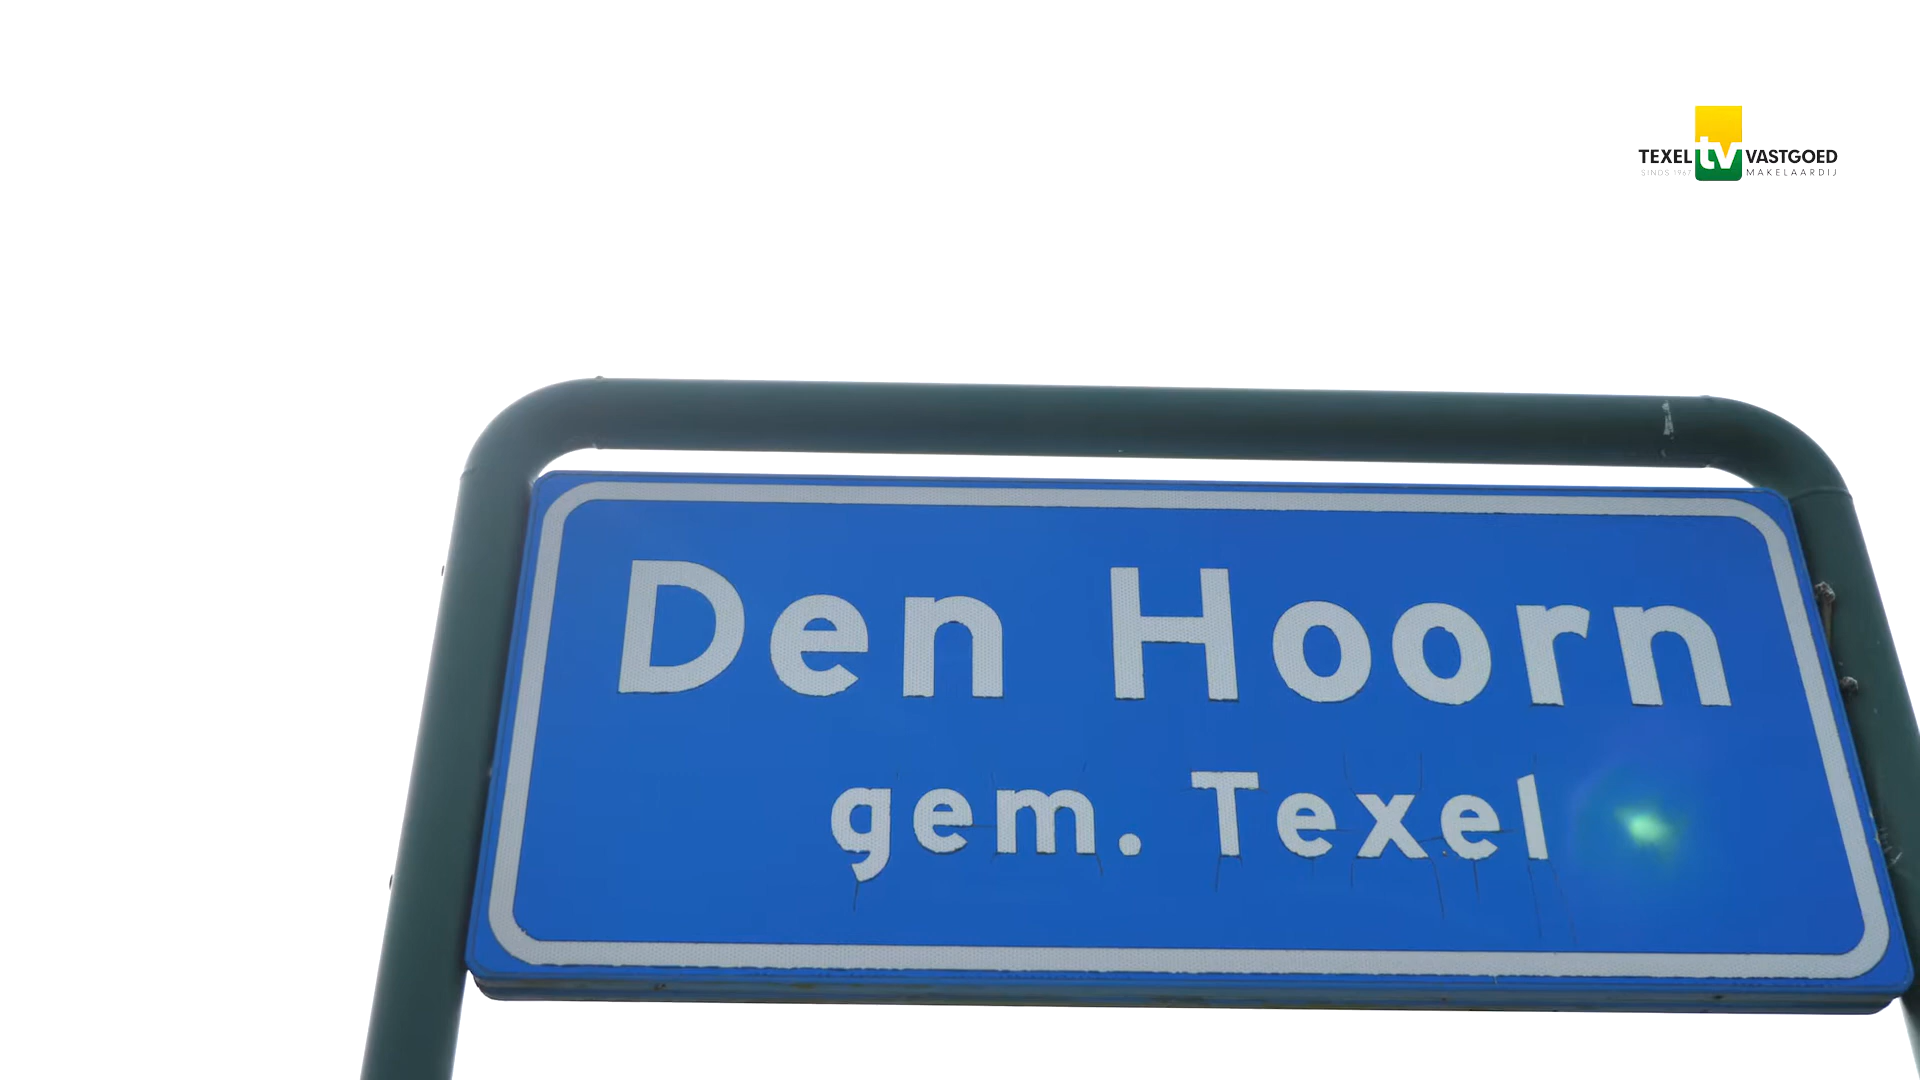 TEXEL tv VASTGOED
SINDS 1967 MAKELAARDIJ
Den Hoorn
gem. Texel